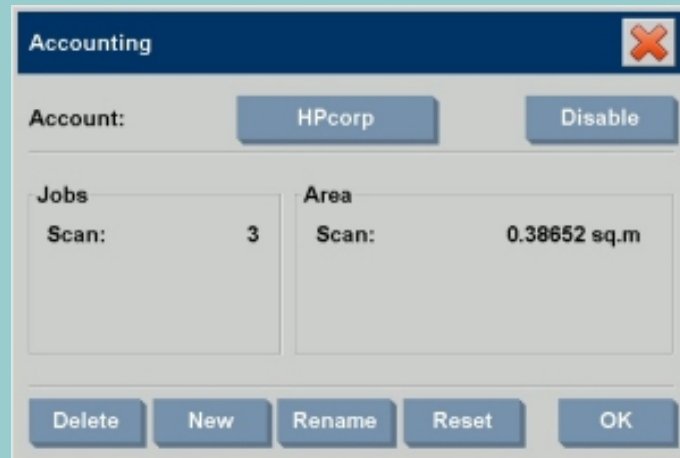 Accounting
Account: HPcorp Disable
Jobs Area
Scan: 3 Scan: 0.38652 sq.m
Delete New Rename Reset OK